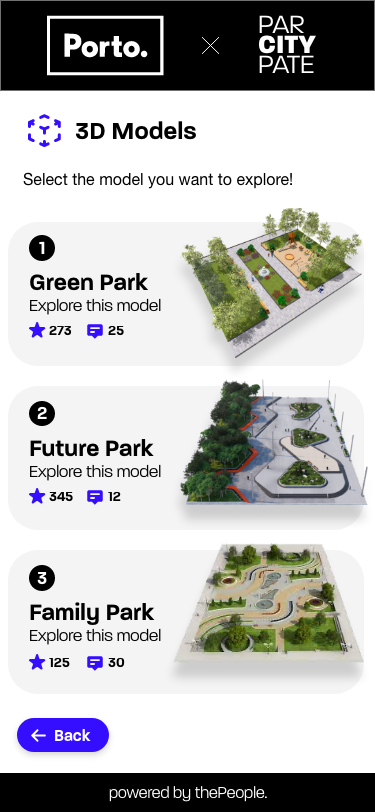 Porto.
PAR
CITY
PATE
3D Models
Select the model you want to explore!
1
Green Park
Explore this model
273 25
2
Future Park
Explore this model
345 12
3
Family Park
Explore this model
125 30
Back
powered by thePeople.